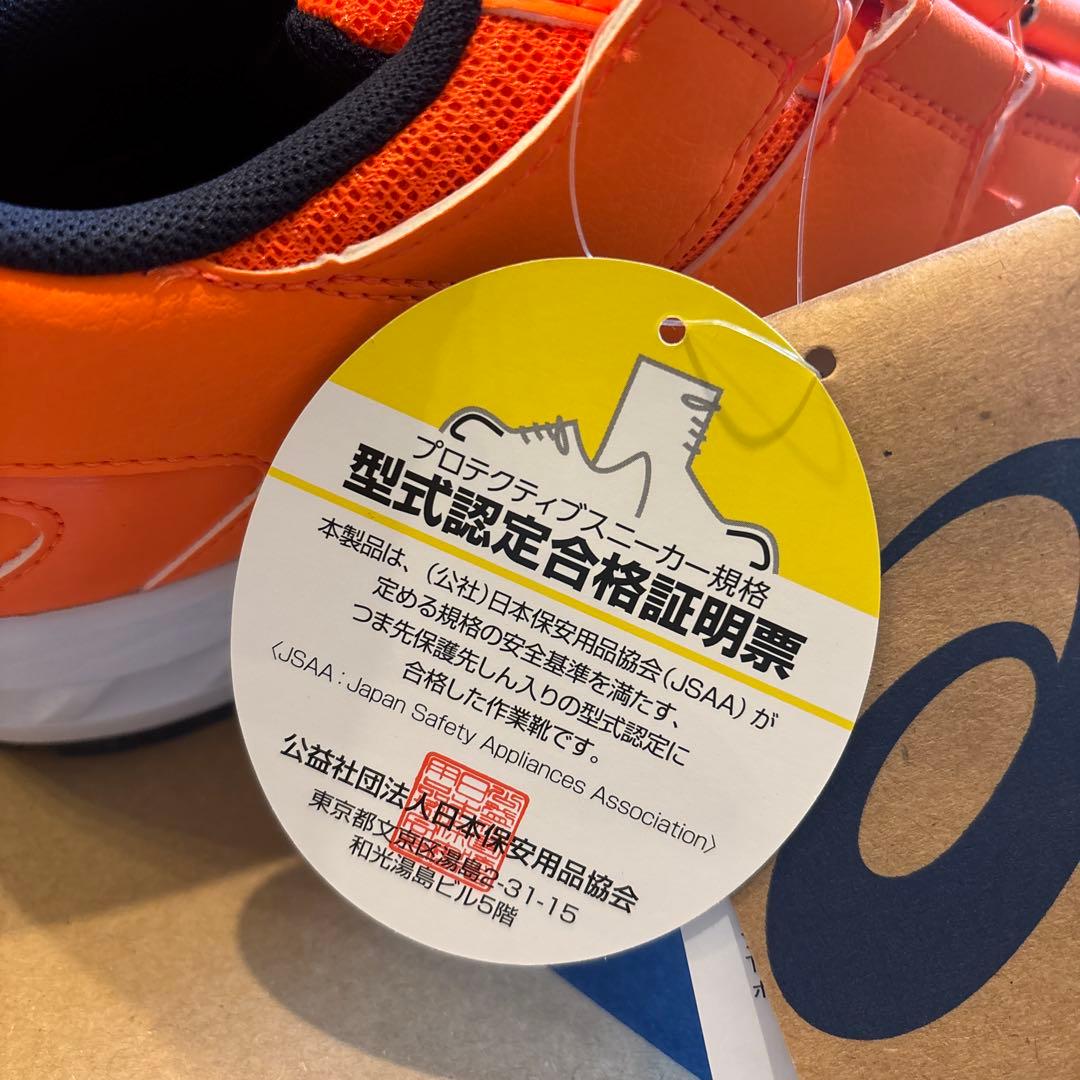 プロテクティブスニーカー規格
型式認定合格証明票
本製品は、(公社)日本保安用品協会(JSAA)が
定める規格の安全基準を満たす、
つま先保護先しん入りの型式認定に
合格した作業靴です。
〈JSAA : Japan Safety Appliances Association〉
公益社団法人日本保安用品協会
東京都文京区湯島2-31-15
和光湯島ビル5階